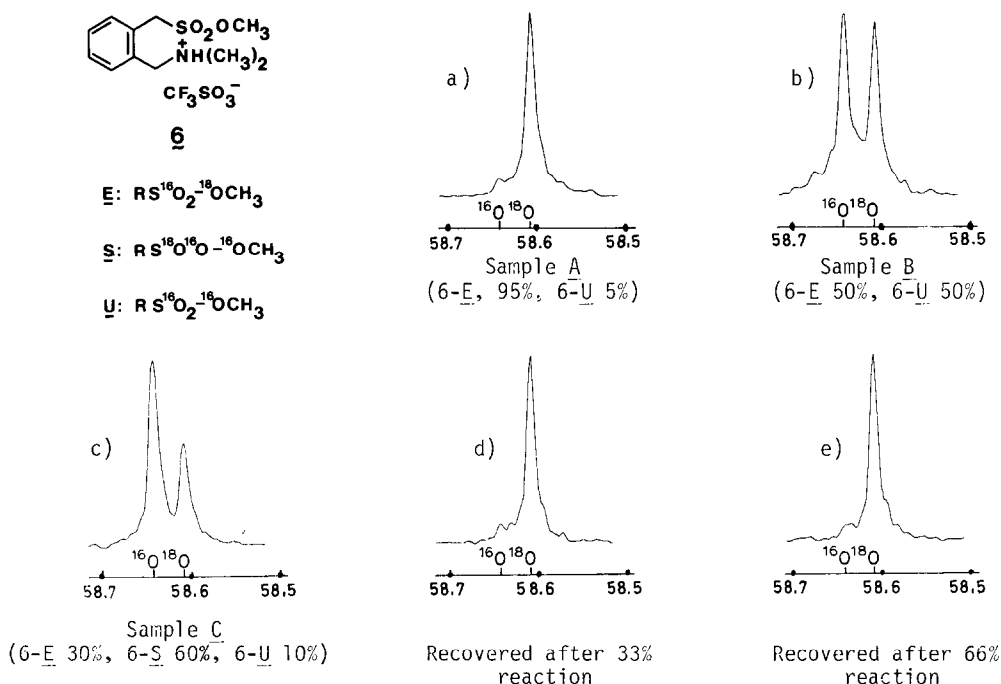 SO₂OCH₃
+
NH(CH₃)₂
CF₃SO₃⁻
6
E: RS¹⁶O₂-¹⁸OCH₃
S: RS¹⁸O¹⁶O-¹⁶OCH₃
U: RS¹⁶O₂-¹⁶OCH₃
a)
¹⁶O ¹⁸O
58.7 58.6 58.5
Sample A
(6-E, 95%, 6-U 5%)
b)
¹⁶O ¹⁸O
58.7 58.6 58.5
Sample B
(6-E 50%, 6-U 50%)
c)
¹⁶O ¹⁸O
58.7 58.6 58.5
Sample C
(6-E 30%, 6-S 60%, 6-U 10%)
d)
¹⁶O ¹⁸O
58.7 58.6 58.5
Recovered after 33%
reaction
e)
¹⁶O ¹⁸O
58.7 58.6 58.5
Recovered after 66%
reaction